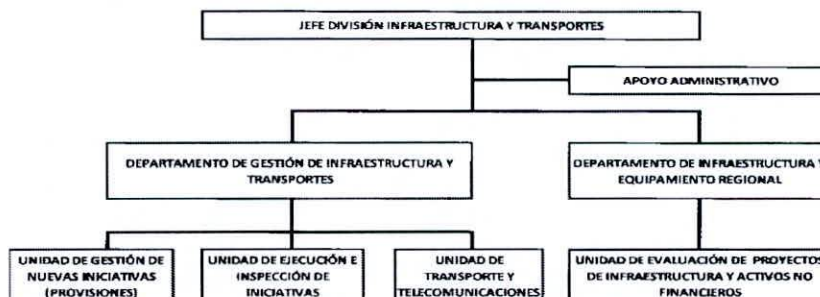 JEFE DIVISIÓN INFRAESTRUCTURA Y TRANSPORTES
APOYO ADMINISTRATIVO
DEPARTAMENTO DE GESTIÓN DE INFRAESTRUCTURA Y
TRANSPORTES
DEPARTAMENTO DE INFRAESTRUCTURA Y
EQUIPAMIENTO REGIONAL
UNIDAD DE GESTIÓN DE
NUEVAS INICIATIVAS
(PROVISIONES)
UNIDAD DE EJECUCIÓN E
INSPECCIÓN DE
INICIATIVAS
UNIDAD DE
TRANSPORTE Y
TELECOMUNICACIONES
UNIDAD DE EVALUACIÓN DE PROYECTOS
DE INFRAESTRUCTURA Y ACTIVOS NO
FINANCIEROS